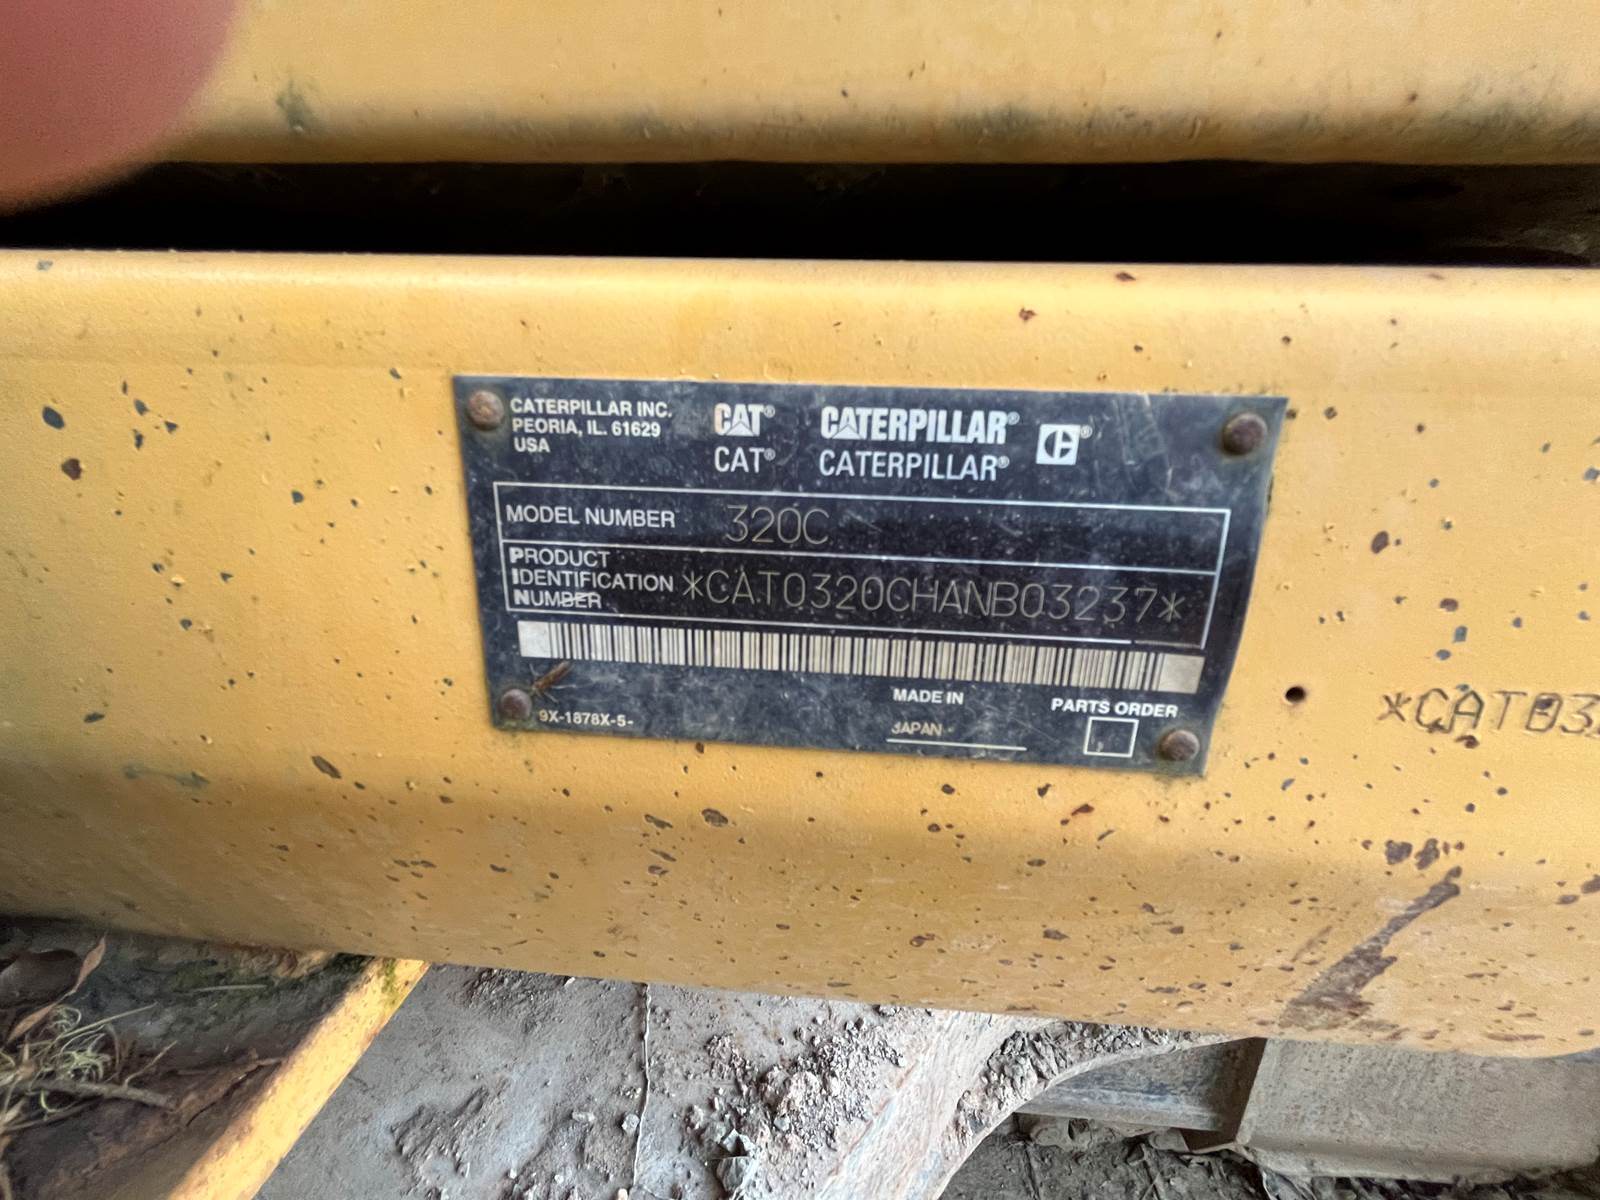 CATERPILLAR INC.
PEORIA, IL. 61629
USA
CAT®
CAT®
CATERPILLAR®
CATERPILLAR®
C®
MODEL NUMBER 320C
PRODUCT
IDENTIFICATION
NUMBER
*CAT0320CHANB03237*
9X-1878X-5-
MADE IN
JAPAN
PARTS ORDER
*CAT03